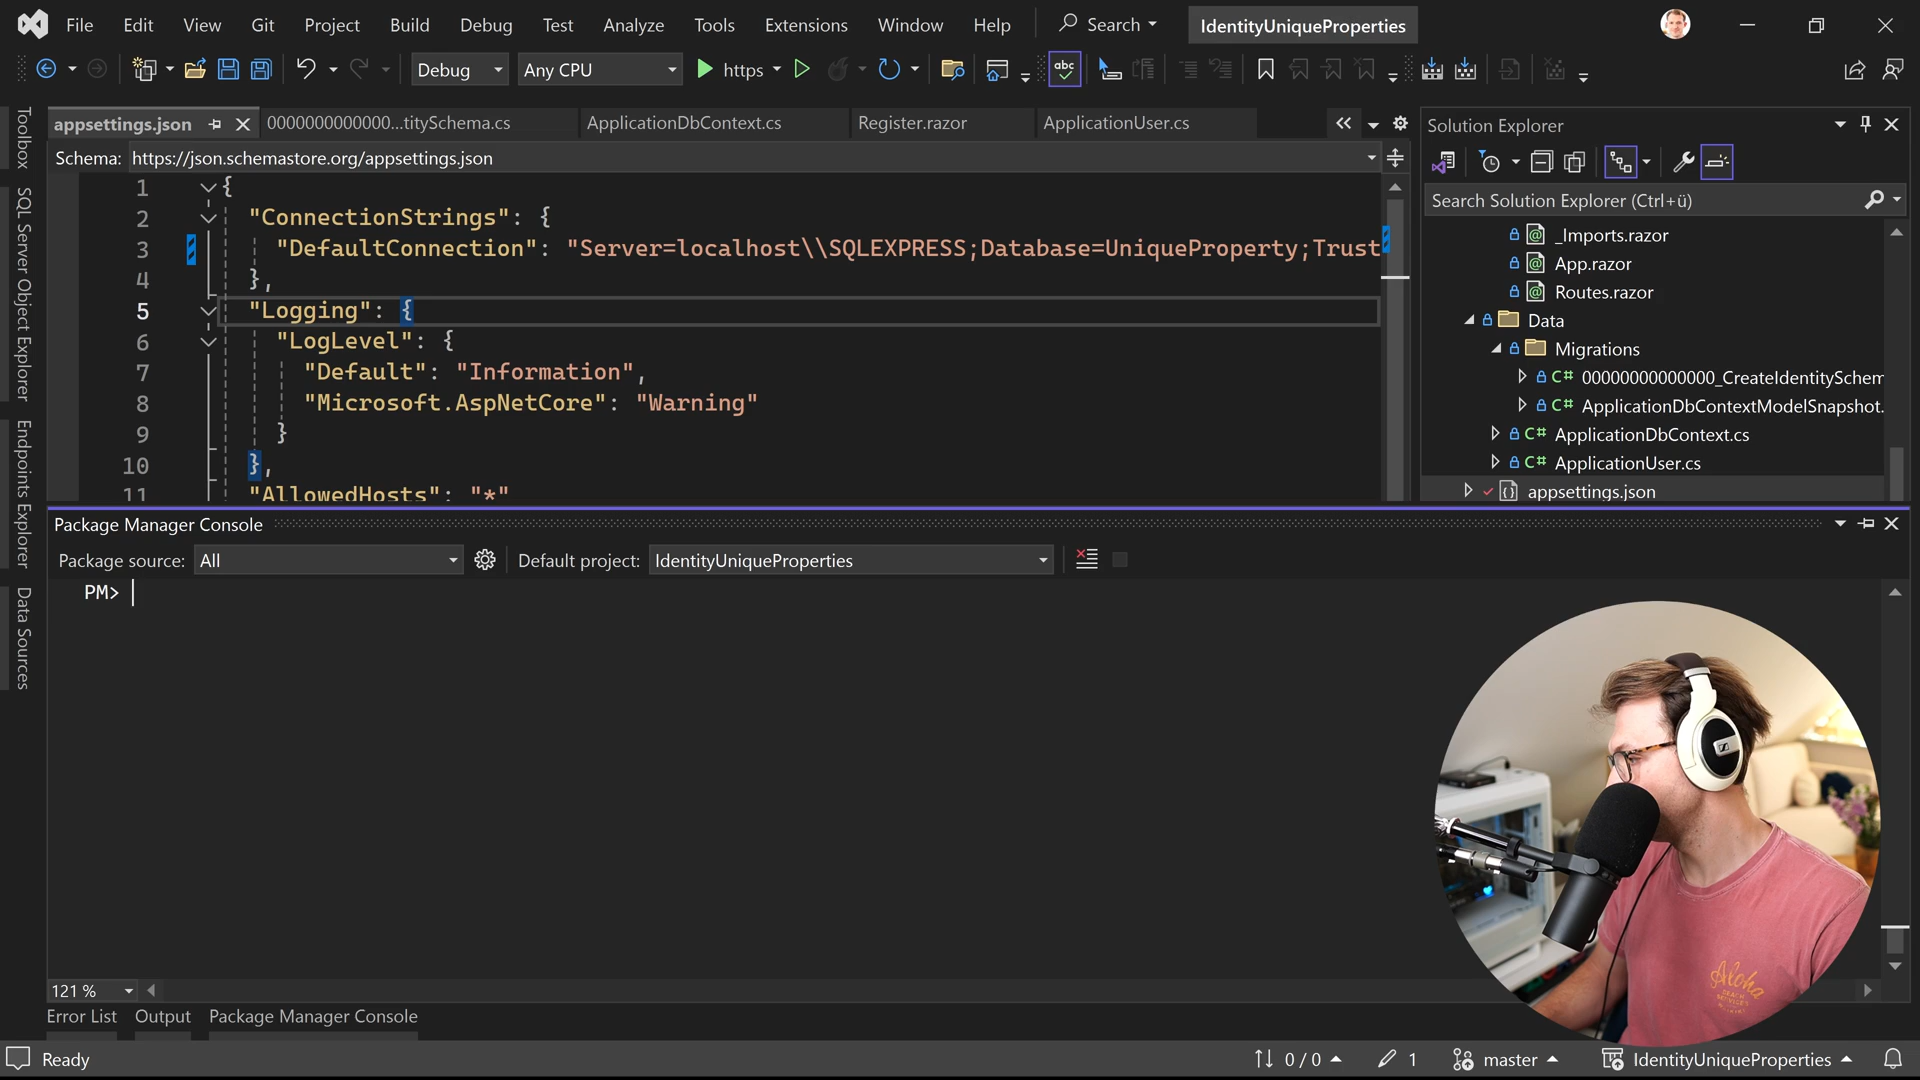 File Edit View Git Project Build Debug Test Analyze Tools Extensions Window Help Search IdentityUniqueProperties
Debug Any CPU https abc
appsettings.json 0000000000000...titySchema.cs ApplicationDbContext.cs Register.razor ApplicationUser.cs
Schema: https://json.schemastore.org/appsettings.json
1 {
2 "ConnectionStrings": {
3 "DefaultConnection": "Server=localhost\\SQLEXPRESS;Database=UniqueProperty;Trust
4 },
5 "Logging": {
6 "LogLevel": {
7 "Default": "Information",
8 "Microsoft.AspNetCore": "Warning"
9 }
10 },
11 "AllowedHosts": "*"
Toolbox
SQL Server Object Explorer
Endpoints Explorer
Data Sources
Solution Explorer
Search Solution Explorer (Ctrl+ü)
_Imports.razor
App.razor
Routes.razor
Data
Migrations
C# 00000000000000_CreateIdentitySchem
C# ApplicationDbContextModelSnapshot.
C# ApplicationDbContext.cs
C# ApplicationUser.cs
appsettings.json
Package Manager Console
Package source: All Default project: IdentityUniqueProperties
PM>
Aloha
121 %
Error List Output Package Manager Console
Ready 0 / 0 1 master IdentityUniqueProperties